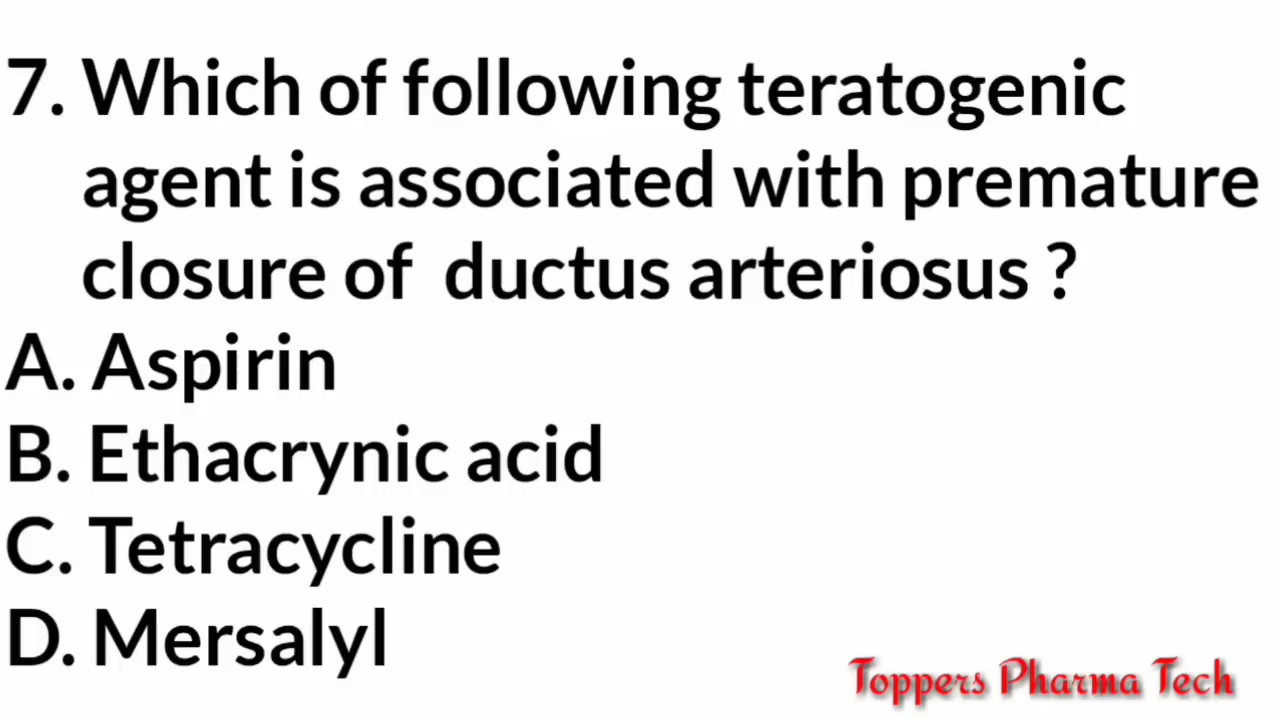 7. Which of following teratogenic
agent is associated with premature
closure of ductus arteriosus ?
A. Aspirin
B. Ethacrynic acid
C. Tetracycline
D. Mersalyl
Toppers Pharma Tech